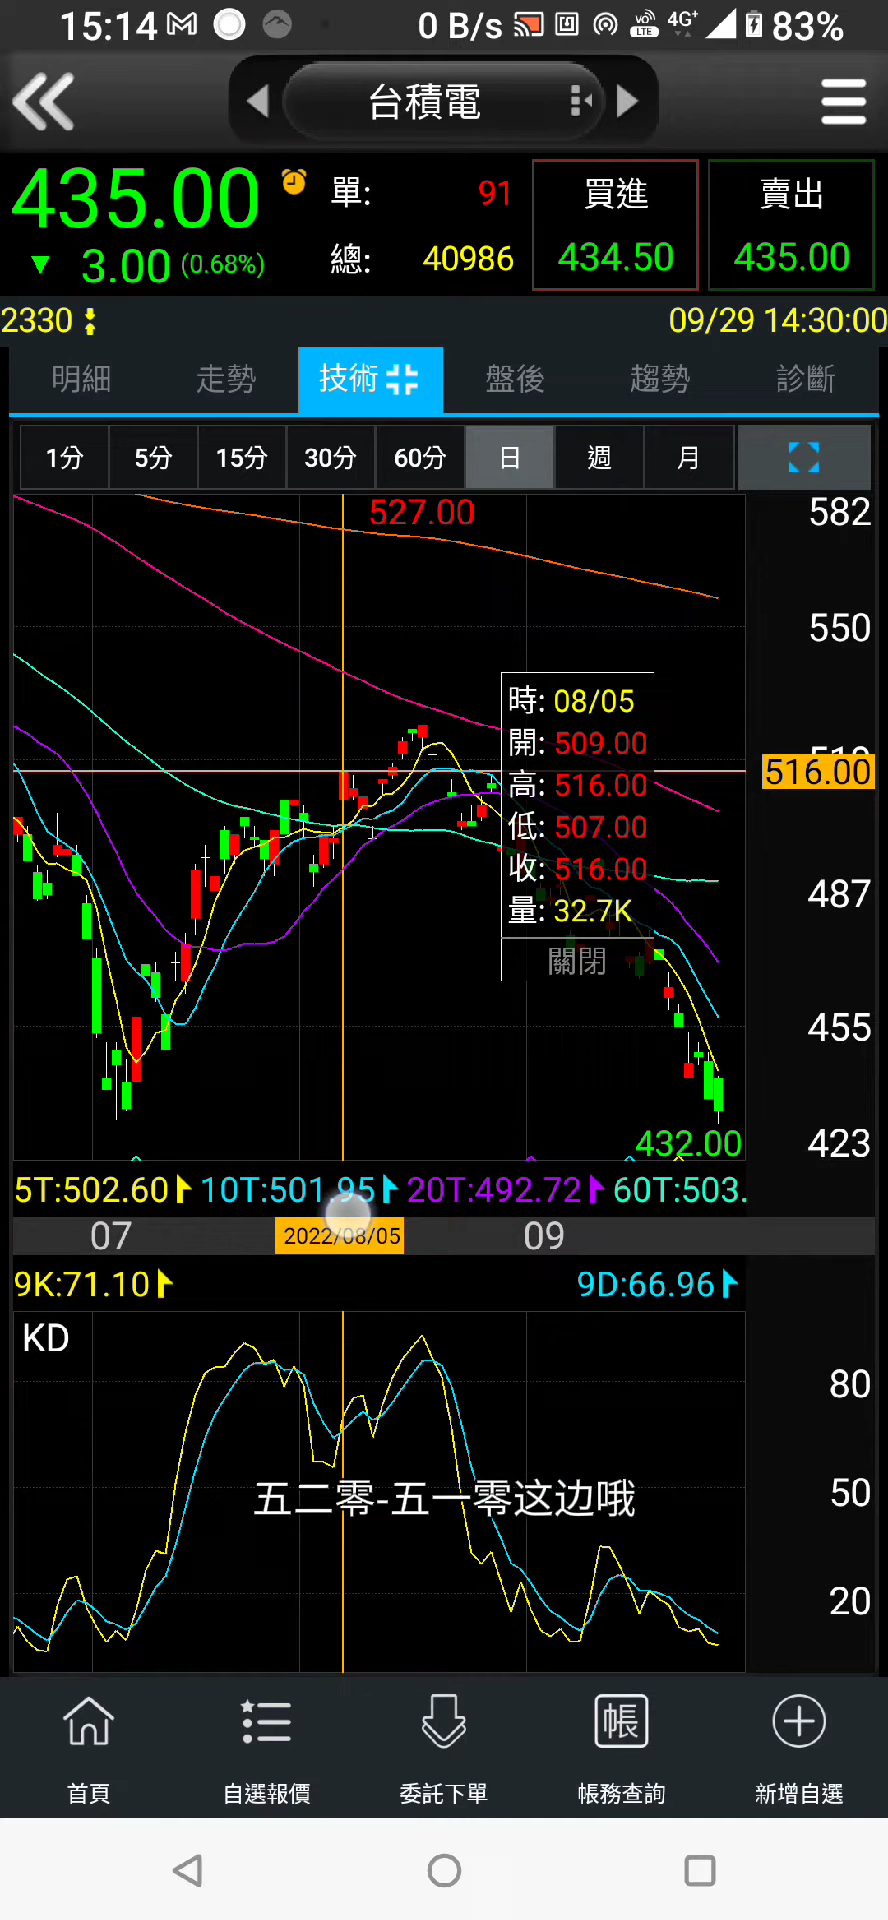 15:14 0 B/s VO LTE 4G+ 83%
台積電
435.00 單: 91 買進 賣出
▼ 3.00 (0.68%) 總: 40986 434.50 435.00
2330 09/29 14:30:00
明細 走勢 技術 盤後 趨勢 診斷
1分 5分 15分 30分 60分 日 週 月
527.00 582
550
時: 08/05
開: 509.00
高: 516.00
516.00
低: 507.00
收: 516.00
487
量: 32.7K
關閉
455
432.00 423
5T:502.60 10T:501.95 20T:492.72 60T:503.
07 2022/08/05 09
9K:71.10 9D:66.96
KD
80
五二零-五一零这边哦
50
20
帳
首頁 自選報價 委託下單 帳務查詢 新增自選